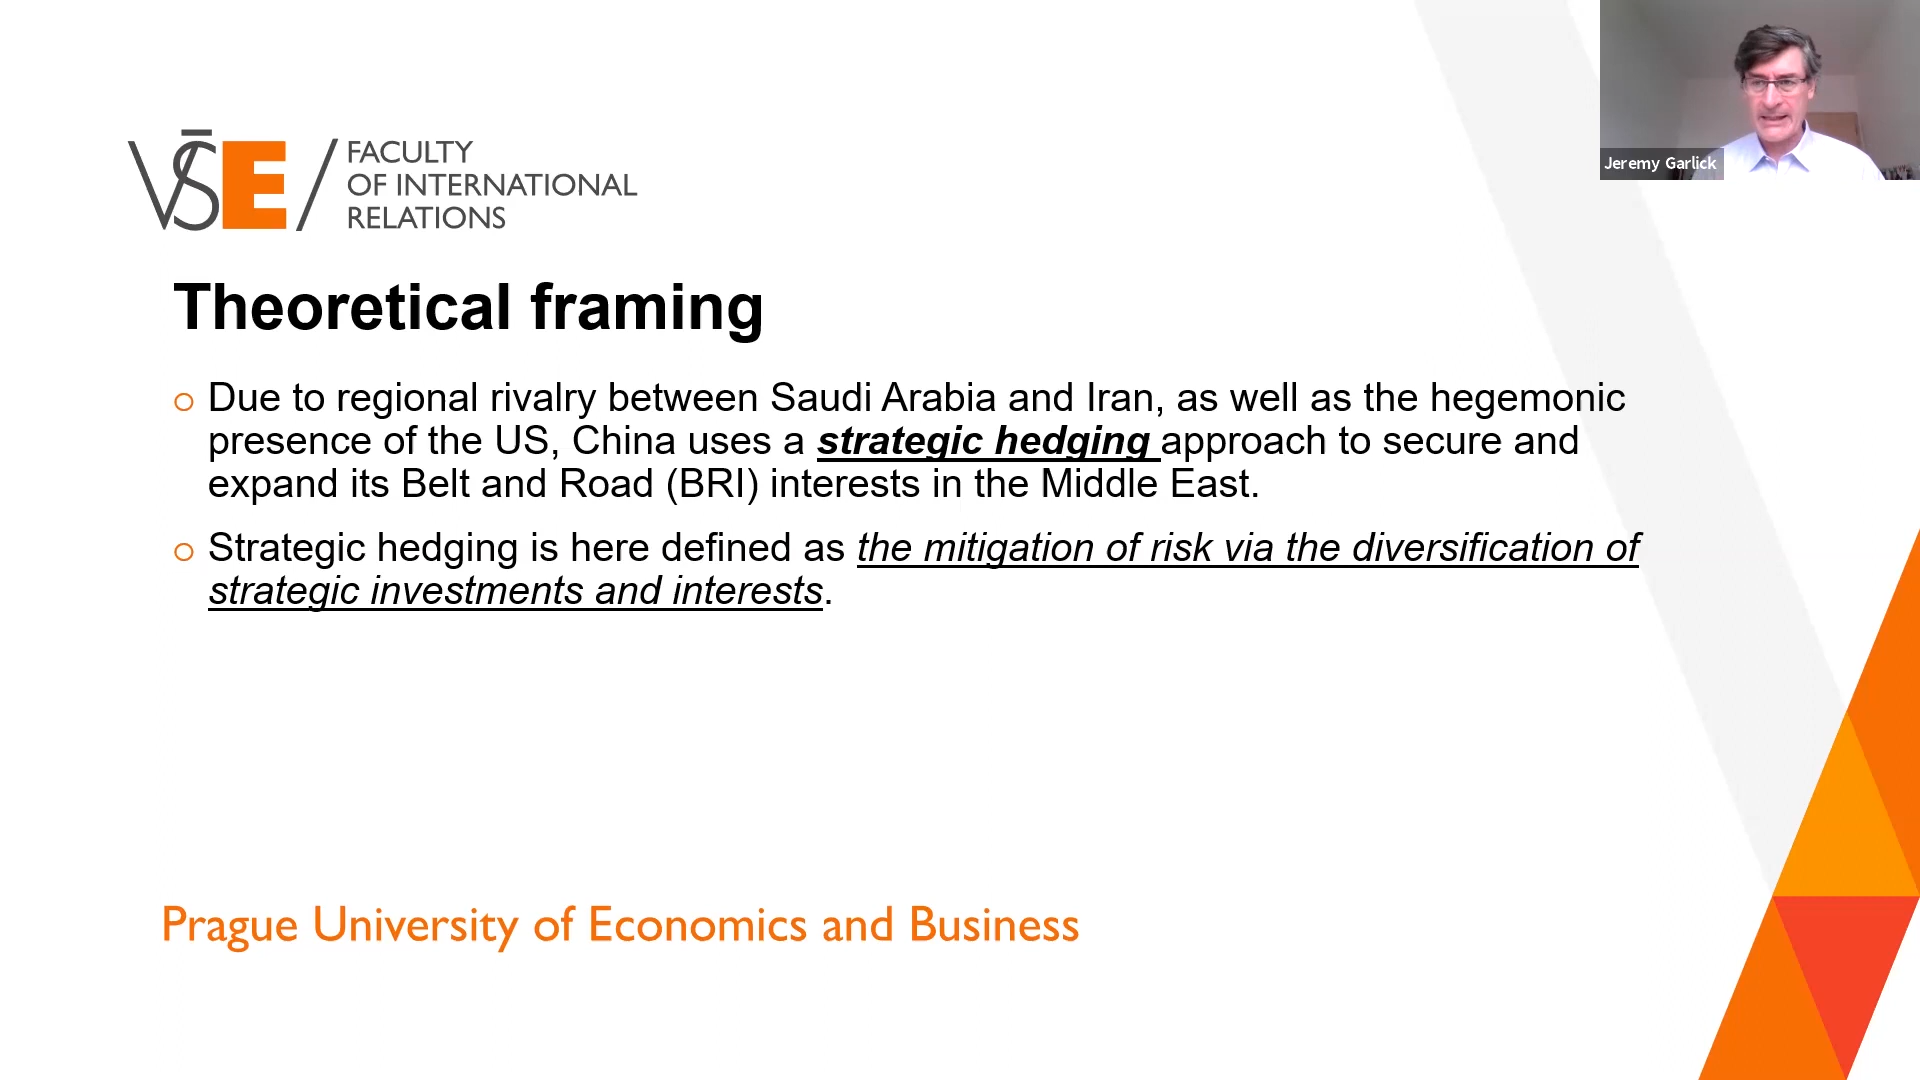 VŠE / FACULTY
OF INTERNATIONAL
RELATIONS
Jeremy Garlick
Theoretical framing
Due to regional rivalry between Saudi Arabia and Iran, as well as the hegemonic
presence of the US, China uses a strategic hedging approach to secure and
expand its Belt and Road (BRI) interests in the Middle East.
Strategic hedging is here defined as the mitigation of risk via the diversification of
strategic investments and interests.
Prague University of Economics and Business